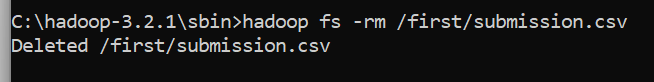 C:\hadoop-3.2.1\sbin>hadoop fs -rm /first/submission.csv
Deleted /first/submission.csv